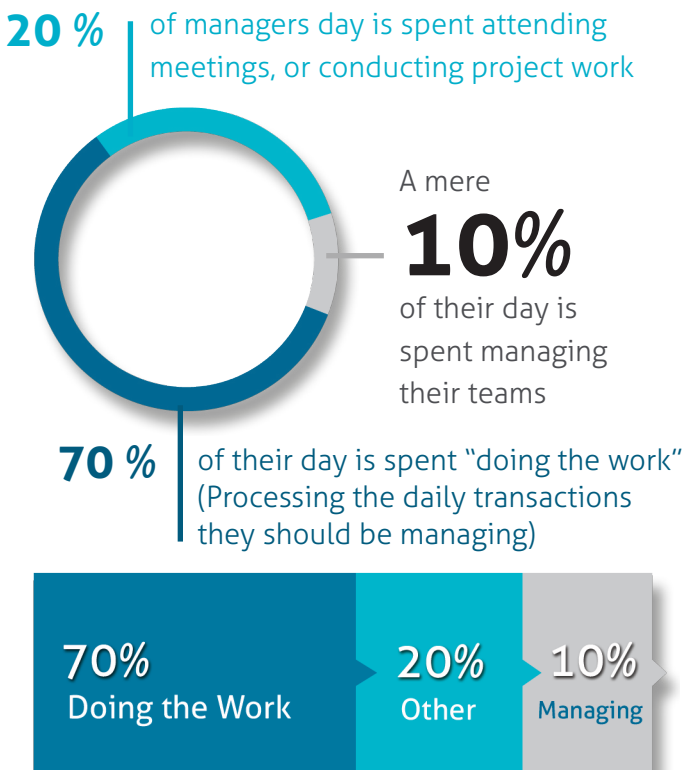 20 % of managers day is spent attending
meetings, or conducting project work
A mere
10%
of their day is
spent managing
their teams
70 % of their day is spent “doing the work”
(Processing the daily transactions
they should be managing)
70%
Doing the Work
20%
Other
10%
Managing